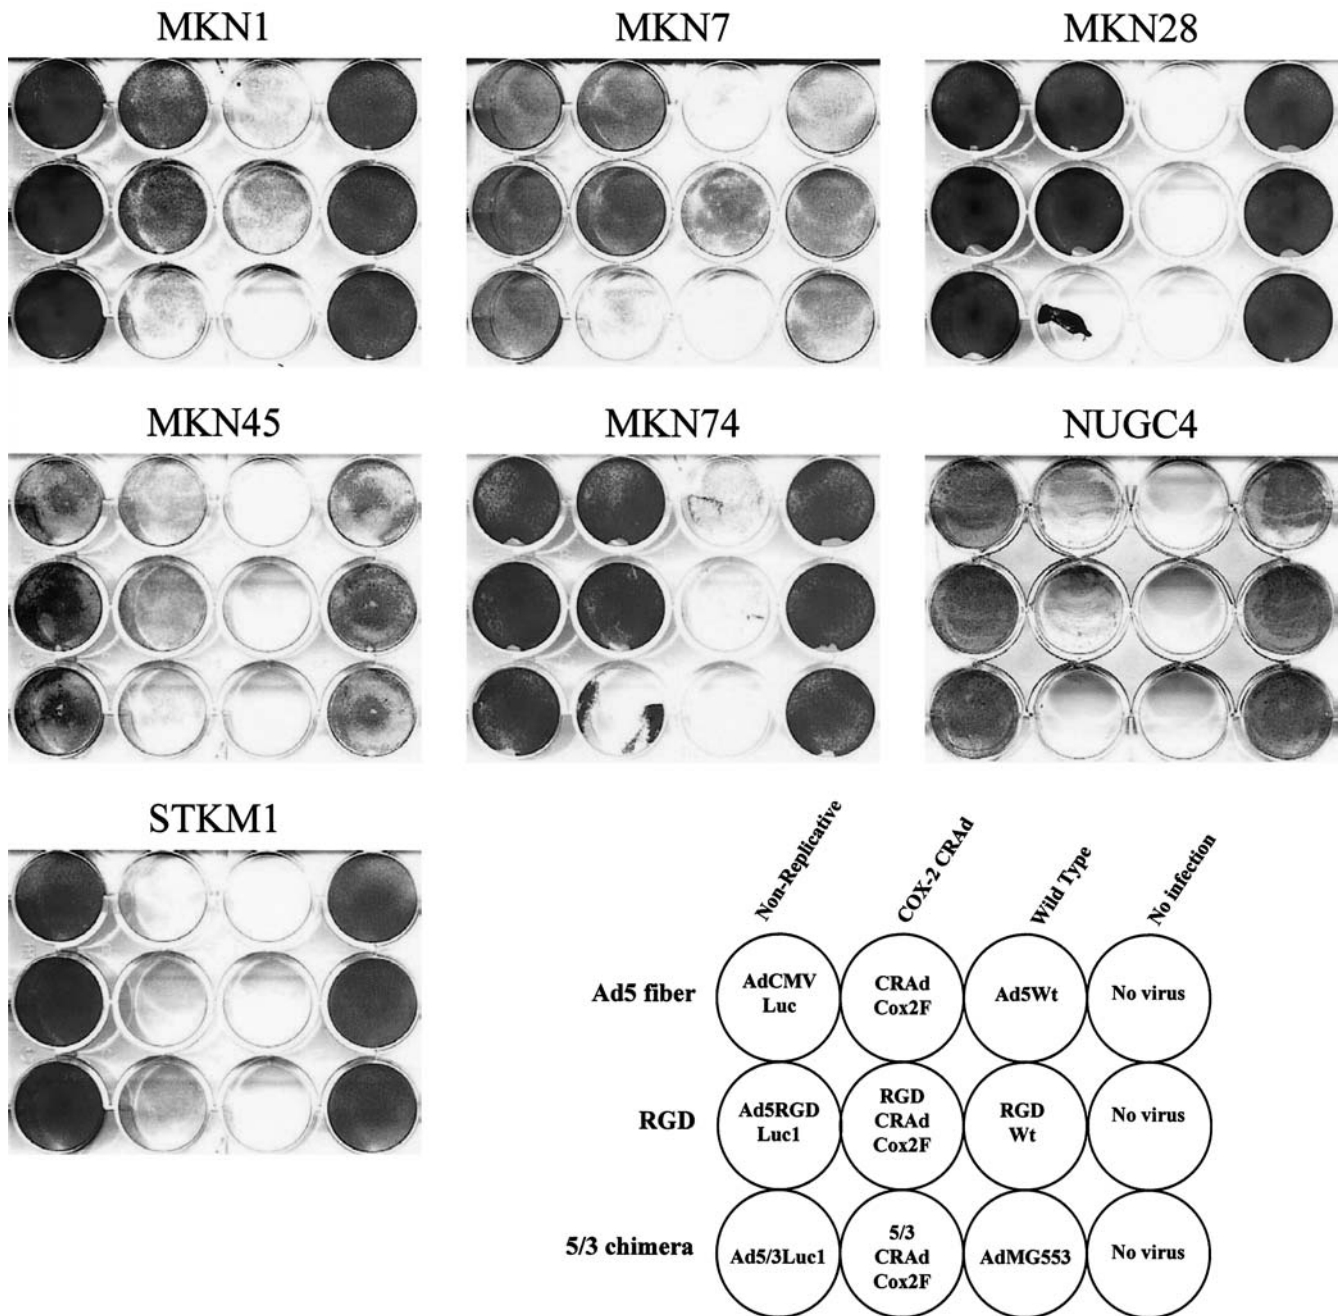 MKN1
MKN7
MKN28
MKN45
MKN74
NUGC4
STKM1
Non-Replicative
COX-2 CRAd
Wild Type
No infection
Ad5 fiber
AdCMV
Luc
CRAd
Cox2F
Ad5Wt
No virus
RGD
Ad5RGD
Luc1
RGD
CRAd
Cox2F
RGD
Wt
No virus
5/3 chimera
Ad5/3Luc1
5/3
CRAd
Cox2F
AdMG553
No virus